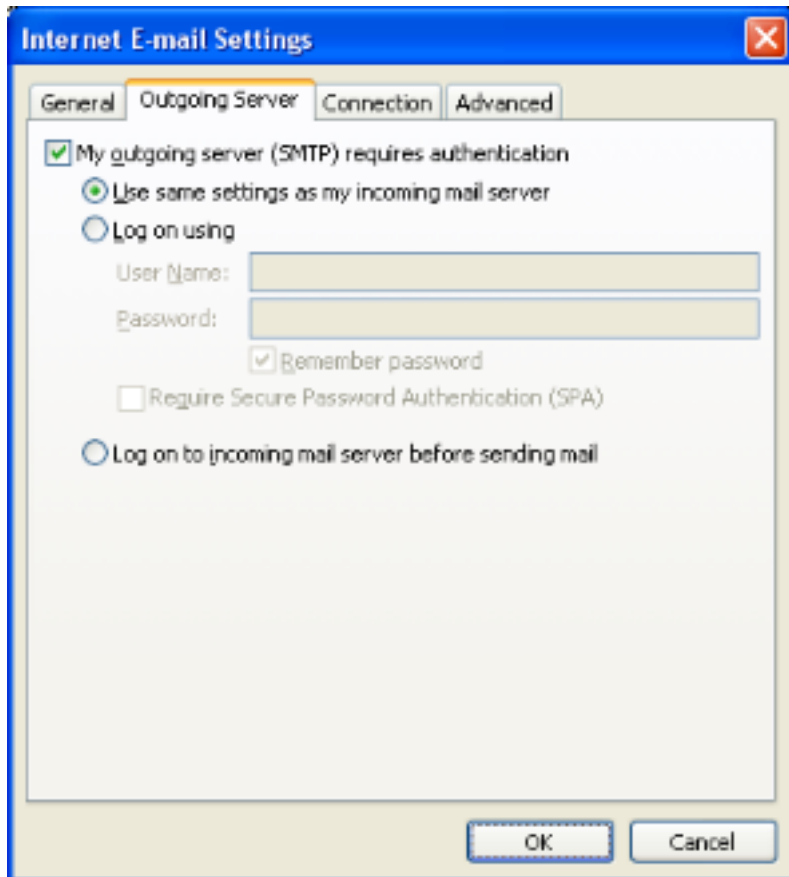 Internet E-mail Settings
General Outgoing Server Connection Advanced
My outgoing server (SMTP) requires authentication
Use same settings as my incoming mail server
Log on using
User Name:
Password:
Remember password
Require Secure Password Authentication (SPA)
Log on to incoming mail server before sending mail
OK Cancel